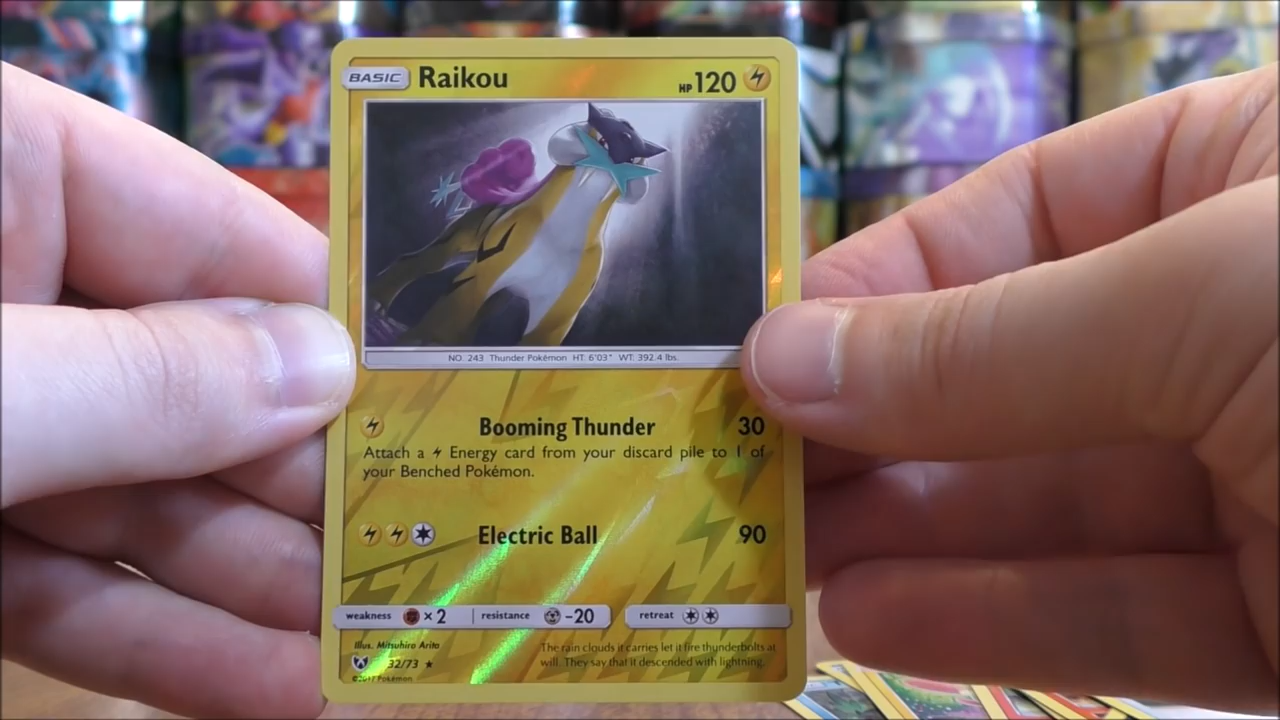 BASIC Raikou HP 120
NO. 243 Thunder Pokémon HT: 6'03" WT: 392.4 lbs.
Booming Thunder 30
Attach a Energy card from your discard pile to 1 of
your Benched Pokémon.
Electric Ball 90
weakness ×2 resistance -20 retreat
Illus. Mitsuhiro Arita
32/73 ★
©2017 Pokémon
The rain clouds it carries let it fire thunderbolts at
will. They say that it descended with lightning.